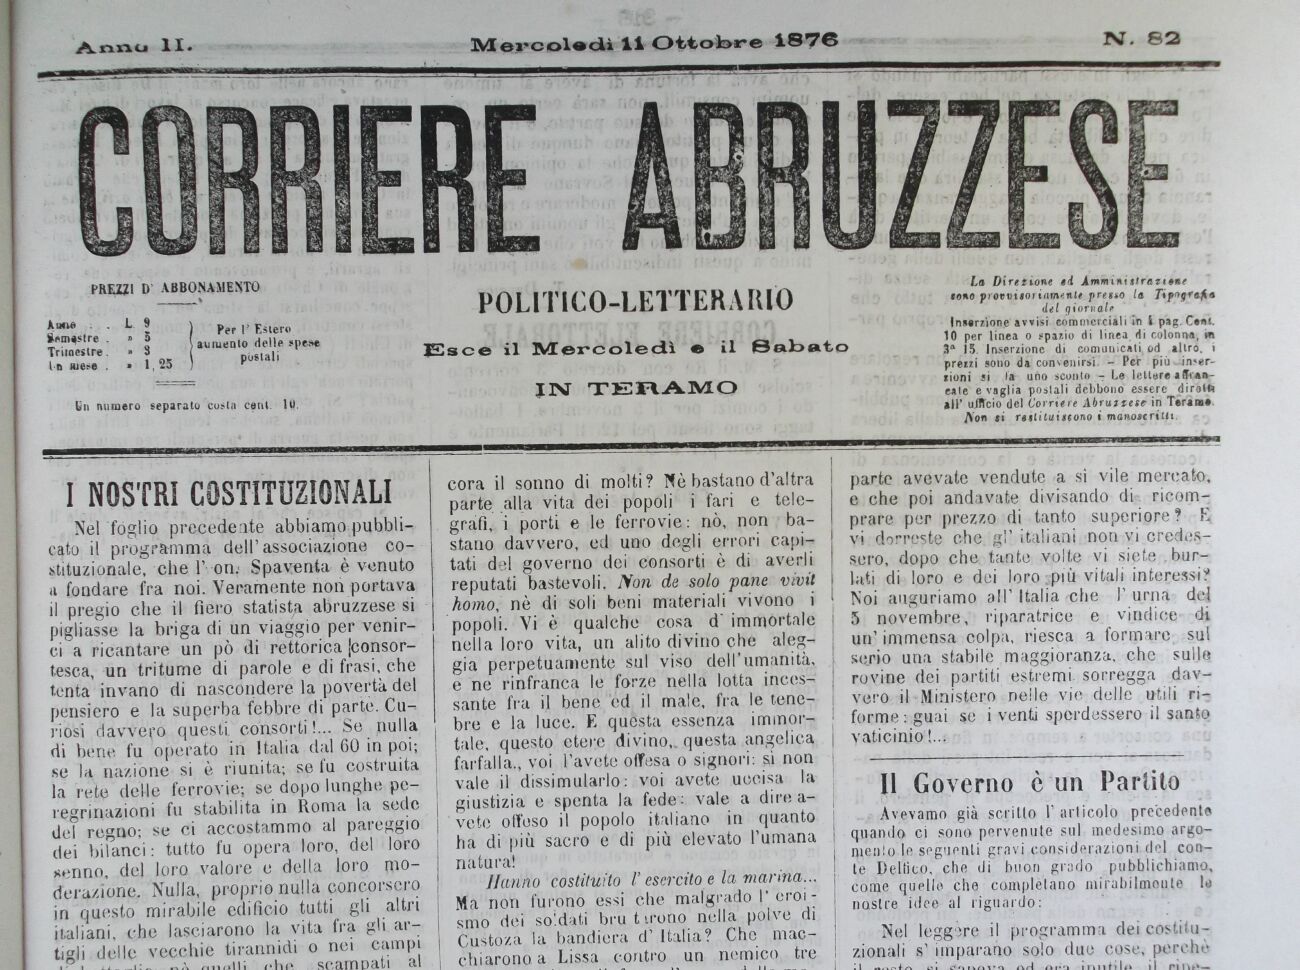 Anno II.
Mercoledì 11 Ottobre 1876
N. 82
CORRIERE ABRUZZESE
PREZZI D' ABBONAMENTO
Anno . . L. 9
Semestre . » 5
Trimestre . » 3
Un mese . » 1, 25
Per l' Estero
aumento delle spese
postali
Un numero separato costa cent. 10.
POLITICO-LETTERARIO
Esce il Mercoledì e il Sabato
IN TERAMO
La Direzione ed Amministrazione
sono provvisoriamente presso la Tipografia
del giornale
Inserzione avvisi commerciali in 4 pag. Cent.
10 per linea o spazio di linea di colonna, in
3ª 15. Inserzione di comunicati od altro, i
prezzi sono da convenirsi. - Per più inser-
zioni si fa uno sconto - Le lettere affran-
cate e vaglia postali debbono essere dirette
all' ufficio del Corriere Abruzzese in Teramo.
Non si restituiscono i manoscritti.
I NOSTRI COSTITUZIONALI
Nel foglio precedente abbiamo pubbli-
cato il programma dell' associazione co-
stituzionale, che l' on. Spaventa è venuto
a fondare fra noi. Veramente non portava
il pregio che il fiero statista abruzzese si
pigliasse la briga di un viaggio per venir-
ci a ricantare un pò di rettorica consor-
tesca, un tritume di parole e di frasi, che
tenta invano di nascondere la povertà del
pensiero e la superba febbre di parte. Cu-
riosi davvero questi consorti!... Se nulla
di bene fu operato in Italia dal 60 in poi;
se la nazione si è riunita; se fu costruita
la rete delle ferrovie; se dopo lunghe pe-
regrinazioni fu stabilita in Roma la sede
del regno; se ci accostammo al pareggio
dei bilanci: tutto fu opera loro, del loro
senno, del loro valore e della loro mo-
derazione. Nulla, proprio nulla concorsero
in questo mirabile edificio tutti gli altri
italiani, che lasciarono la vita fra gli ar-
tigli delle vecchie tirannidi o nei campi
nè quelli che scampati al
cora il sonno di molti? Nè bastano d'altra
parte alla vita dei popoli i fari e tele-
grafi, i porti e le ferrovie: nò, non ba-
stano davvero, ed uno degli errori capi-
tati del governo dei consorti è di averli
reputati bastevoli. Non de solo pane vivit
homo, nè di soli beni materiali vivono i
popoli. Vi è qualche cosa d' immortale
nella loro vita, un alito divino che aleg-
gia perpetuamente sul viso dell' umanità,
e ne rinfranca le forze nella lotta inces-
sante fra il bene ed il male, fra le tene-
bre e la luce. E questa essenza immor-
tale, questo etere divino, questa angelica
farfalla, voi l'avete offesa o signori: si non
vale il dissimularlo: voi avete uccisa la
giustizia e spenta la fede: vale a dire a-
vete offeso il popolo italiano in quanto
ha di più sacro e di più elevato l'umana
natura!
Hanno costituito l' esercito e la marina...
Ma non furono essi che malgrado l' eroi-
smo dei soldati bruttarono nella polve di
Custoza la bandiera d' Italia? Che mac-
chiarono a Lissa contro un nemico tre
parte avevate vendute a si vile mercato,
e che poi andavate divisando di ricom-
prare per prezzo di tanto superiore? E
vi dorreste che gl' italiani non vi credes-
sero, dopo che tante volte vi siete bur-
lati di loro e dei loro più vitali interessi?
Noi auguriamo all' Italia che l' urna del
5 novembre, riparatrice e vindice di
un' immensa colpa, riesca a formare sul
serio una stabile maggioranza, che sulle
rovine dei partiti estremi sorregga dav-
vero il Ministero nelle vie delle utili ri-
forme: guai se i venti sperdessero il santo
vaticinio!...
Il Governo è un Partito
Avevamo già scritto l' articolo precedente
quando ci sono pervenute sul medesimo argo-
mento le seguenti gravi considerazioni del con-
te Delfico, che di buon grado pubblichiamo,
come quelle che completano mirabilmente le
nostre idee al riguardo:
Nel leggere il programma dei costitu-
zionali s' imparano solo due cose, perchè